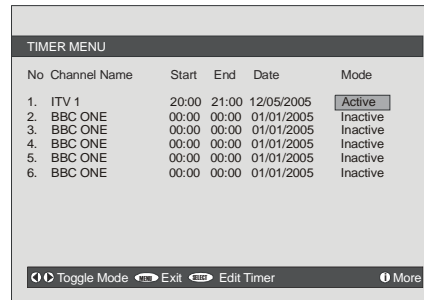 TIMER MENU
No Channel Name Start End Date Mode
1. ITV 1 20:00 21:00 12/05/2005 Active
2. BBC ONE 00:00 00:00 01/01/2005 Inactive
3. BBC ONE 00:00 00:00 01/01/2005 Inactive
4. BBC ONE 00:00 00:00 01/01/2005 Inactive
5. BBC ONE 00:00 00:00 01/01/2005 Inactive
6. BBC ONE 00:00 00:00 01/01/2005 Inactive
Toggle Mode MENU Exit SELECT Edit Timer i More